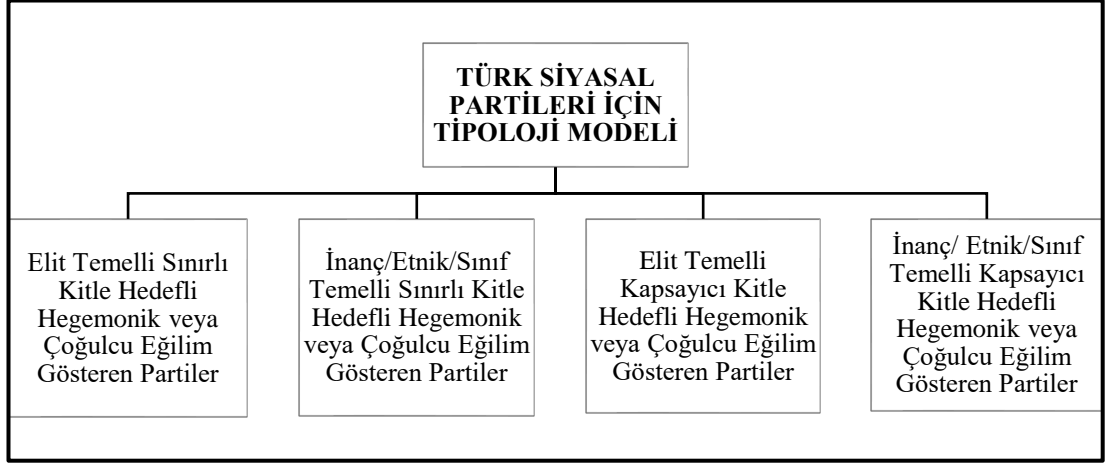 TÜRK SİYASAL
PARTİLERİ İÇİN
TİPOLOJİ MODELİ
Elit Temelli Sınırlı
Kitle Hedefli
Hegemonik veya
Çoğulcu Eğilim
Gösteren Partiler
İnanç/Etnik/Sınıf
Temelli Sınırlı Kitle
Hedefli Hegemonik
veya Çoğulcu Eğilim
Gösteren Partiler
Elit Temelli
Kapsayıcı Kitle
Hedefli Hegemonik
veya Çoğulcu Eğilim
Gösteren Partiler
İnanç/ Etnik/Sınıf
Temelli Kapsayıcı
Kitle Hedefli
Hegemonik veya
Çoğulcu Eğilim
Gösteren Partiler